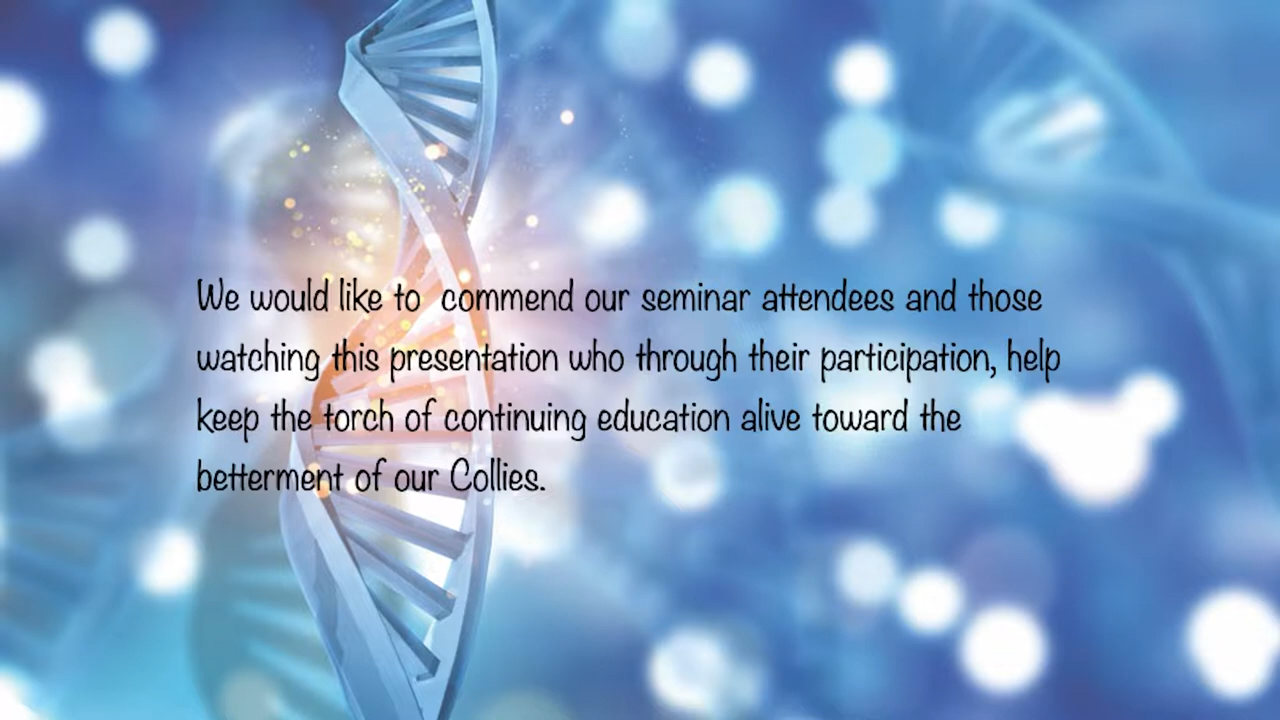 We would like to  commend our seminar attendees and those
watching this presentation who through their participation, help
keep the torch of continuing education alive toward the
betterment of our Collies.